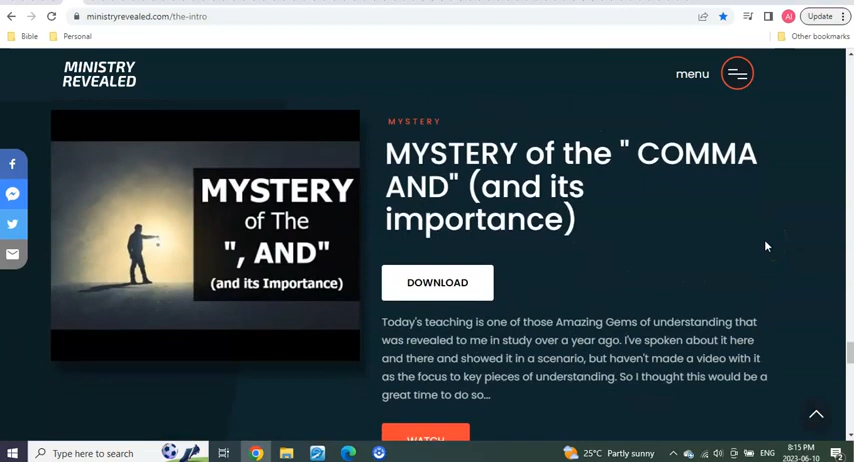 ministryrevealed.com/the-intro
AI
Update
Bible
Personal
Other bookmarks
MINISTRY
REVEALED
menu
MYSTERY
MYSTERY of the " COMMA
AND" (and its
importance)
MYSTERY
of The
", AND"
(and its Importance)
DOWNLOAD
Today's teaching is one of those Amazing Gems of understanding that
was revealed to me in study over a year ago. I've spoken about it here
and there and showed it in a scenario, but haven't made a video with it
as the focus to key pieces of understanding. So I thought this would be a
great time to do so...
WATCH
Type here to search
25°C Partly sunny
ENG
8:15 PM
2023-06-10
2